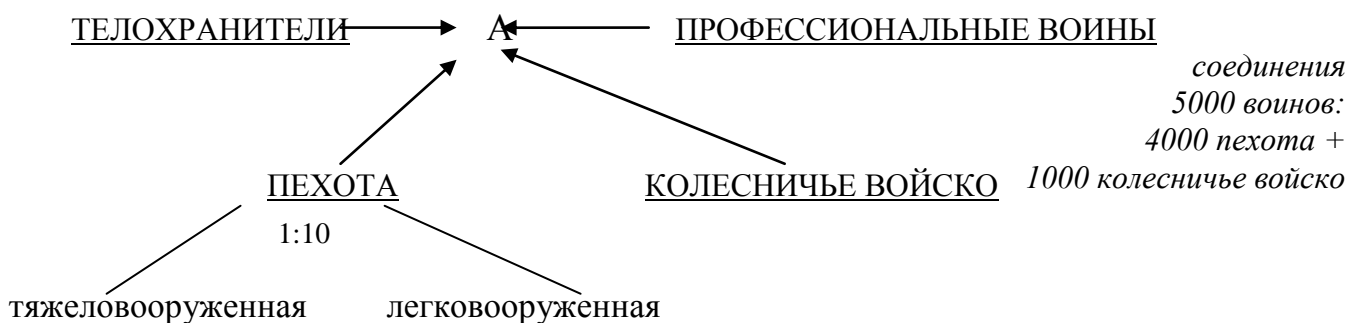 ТЕЛОХРАНИТЕЛИ А ПРОФЕССИОНАЛЬНЫЕ ВОИНЫ
соединения
5000 воинов:
4000 пехота +
1000 колесничье войско
ПЕХОТА КОЛЕСНИЧЬЕ ВОЙСКО
1:10
тяжеловооруженная легковооруженная